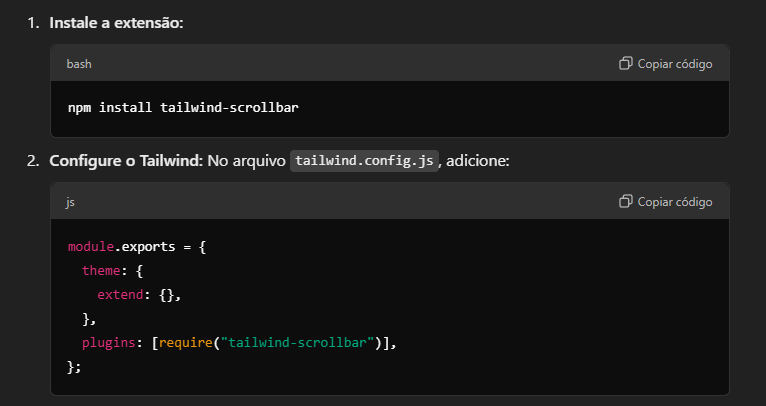 1. Instale a extensão:
bash
Copiar código
npm install tailwind-scrollbar
2. Configure o Tailwind: No arquivo tailwind.config.js, adicione:
js
Copiar código
module.exports = {
  theme: {
    extend: {},
  },
  plugins: [require("tailwind-scrollbar")],
};